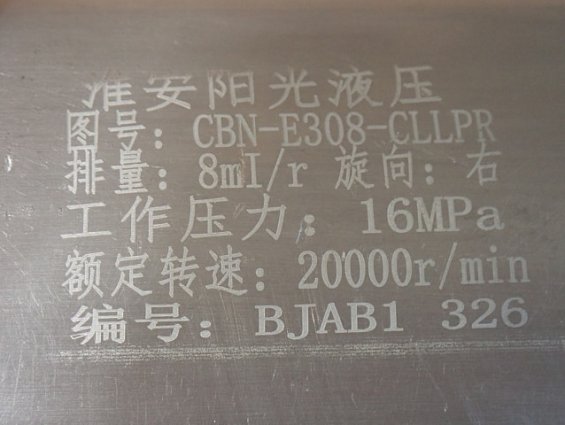 淮安阳光液压
图号：CBN-E308-CLLPR
排量：8mI/r 旋向：右
工作压力：16MPa
额定转速：20000r/min
编号：BJAB1 326